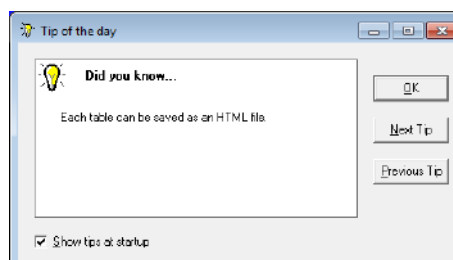 Tip of the day
Did you know...
Each table can be saved as an HTML file.
OK
Next Tip
Previous Tip
Show tips at startup